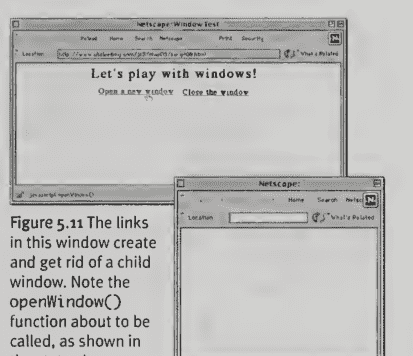 Netscape: Window Test
Reload Home Search Netscape Print Security
Location: What's Related
Let's play with windows!
Open a new window Close the window
javascript:openWindow()
Netscape:
Home Search
Location: What's Related
Figure 5.11 The links
in this window create
and get rid of a child
window. Note the
openWindow()
function about to be
called, as shown in